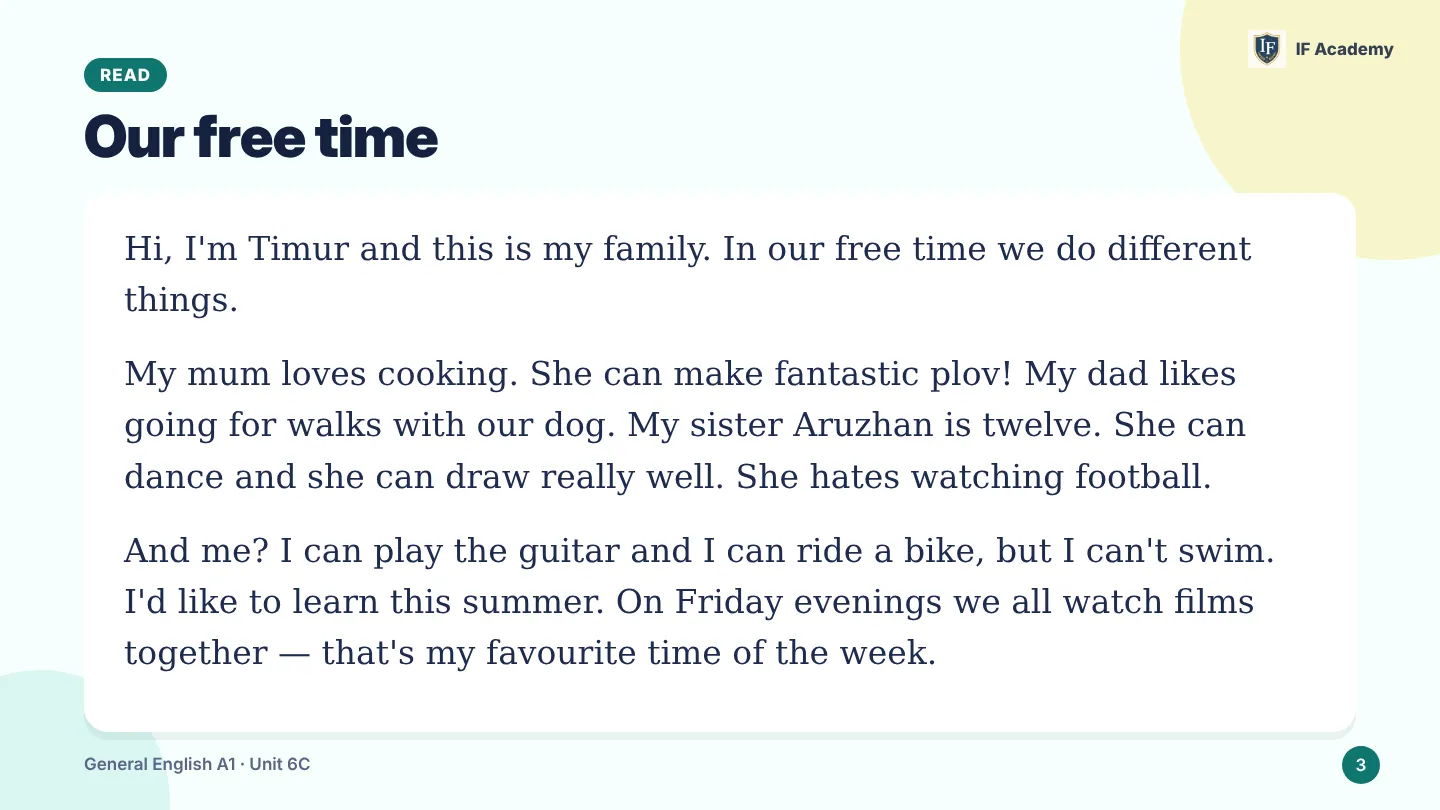 READ
IF Academy
Our free time
Hi, I'm Timur and this is my family. In our free time we do different
things.
My mum loves cooking. She can make fantastic plov! My dad likes
going for walks with our dog. My sister Aruzhan is twelve. She can
dance and she can draw really well. She hates watching football.
And me? I can play the guitar and I can ride a bike, but I can't swim.
I'd like to learn this summer. On Friday evenings we all watch films
together — that's my favourite time of the week.
General English A1 · Unit 6C
3